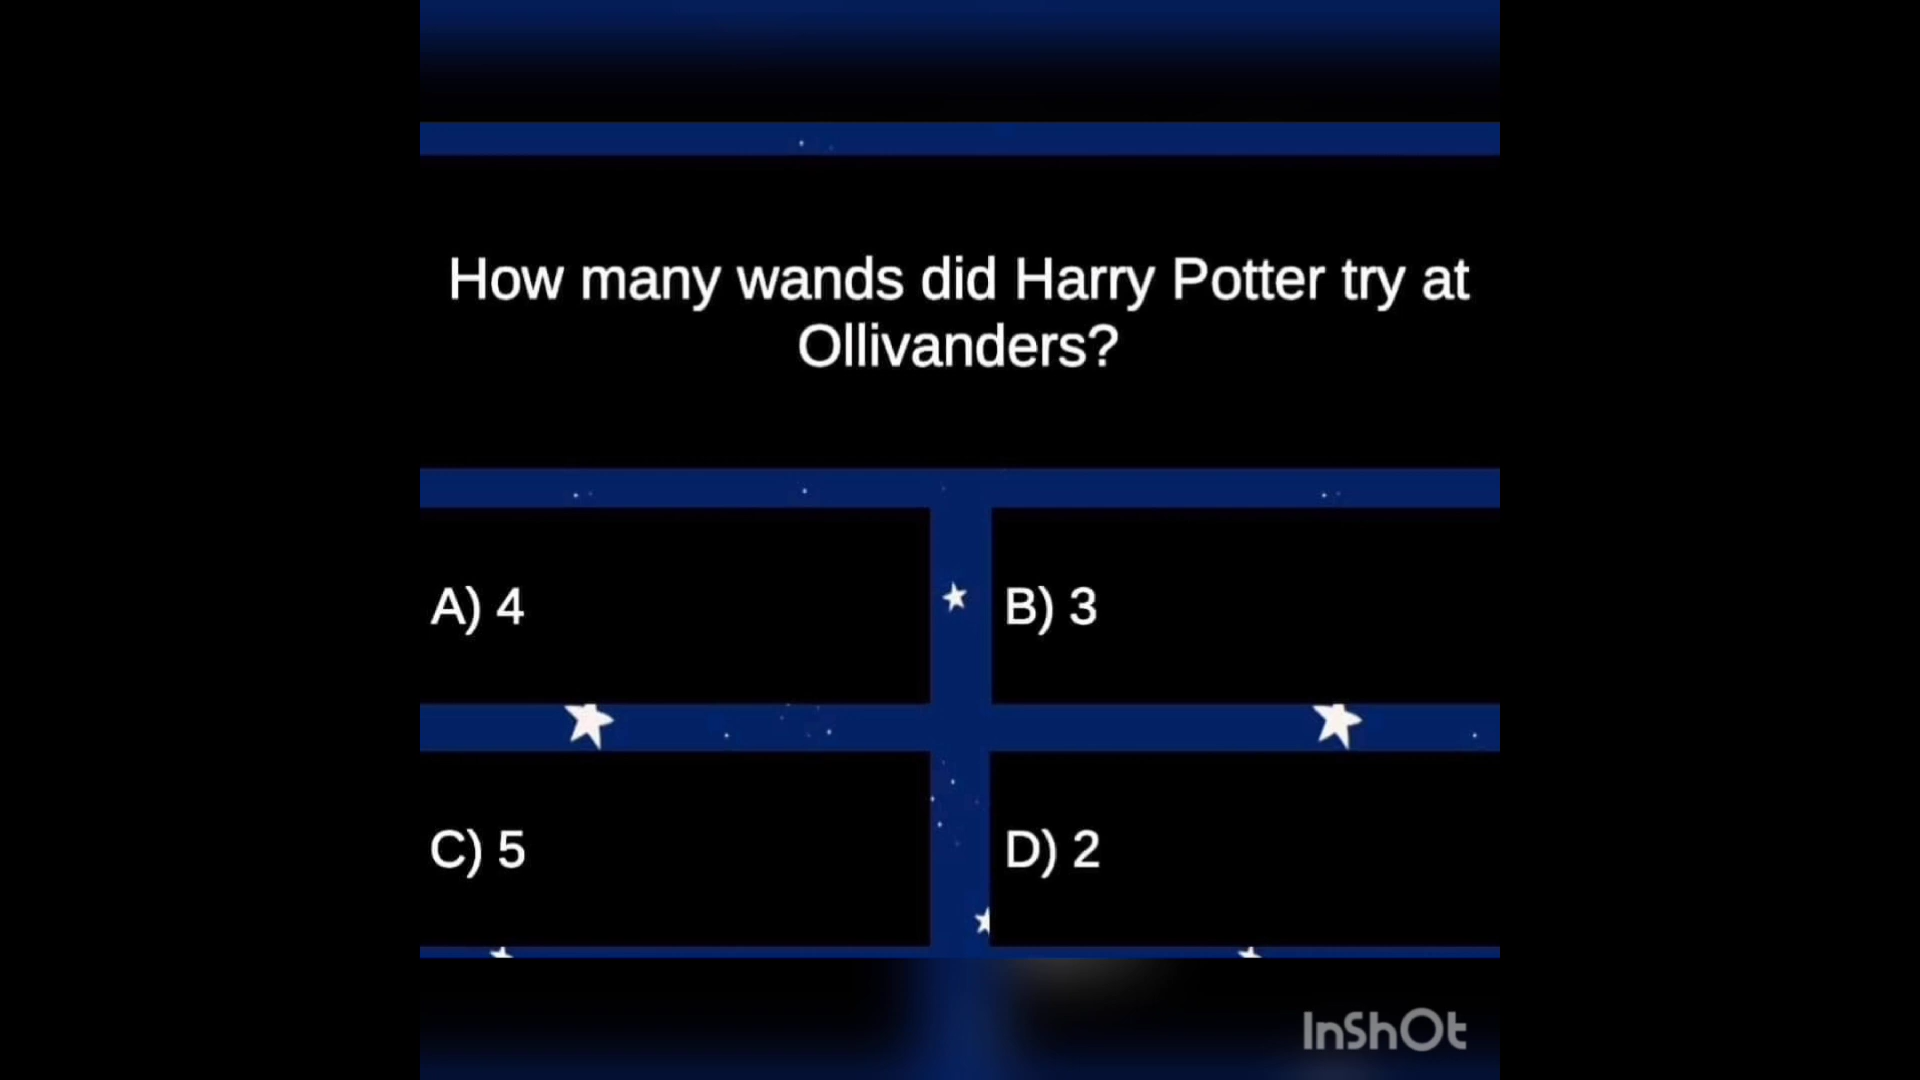 How many wands did Harry Potter try at
Ollivanders?
A) 4
B) 3
C) 5
D) 2
InShOt